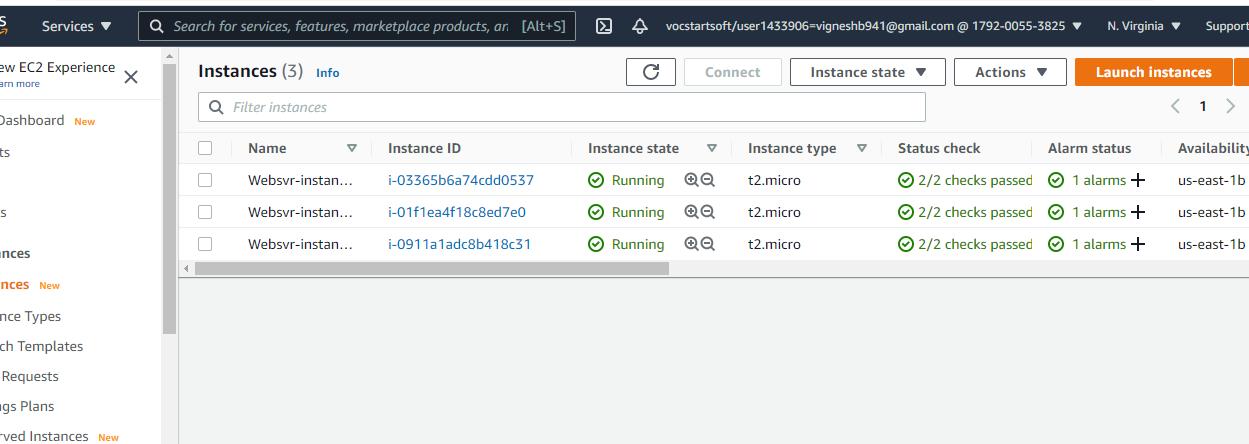 Services ▼ Search for services, features, marketplace products, an [Alt+S] vocstartsoft/user1433906=vigneshb941@gmail.com @ 1792-0055-3825 ▼ N. Virginia ▼ Support
ew EC2 Experience
arn more
Dashboard New
ts
s
ances
nces New
nce Types
ch Templates
Requests
ngs Plans
rved Instances New
Instances (3) Info Connect Instance state ▼ Actions ▼ Launch instances
Filter instances 1
Name Instance ID Instance state Instance type Status check Alarm status Availability
Websvr-instan... i-03365b6a74cdd0537 Running t2.micro 2/2 checks passed 1 alarms + us-east-1b
Websvr-instan... i-01f1ea4f18c8ed7e0 Running t2.micro 2/2 checks passed 1 alarms + us-east-1b
Websvr-instan... i-0911a1adc8b418c31 Running t2.micro 2/2 checks passed 1 alarms + us-east-1b